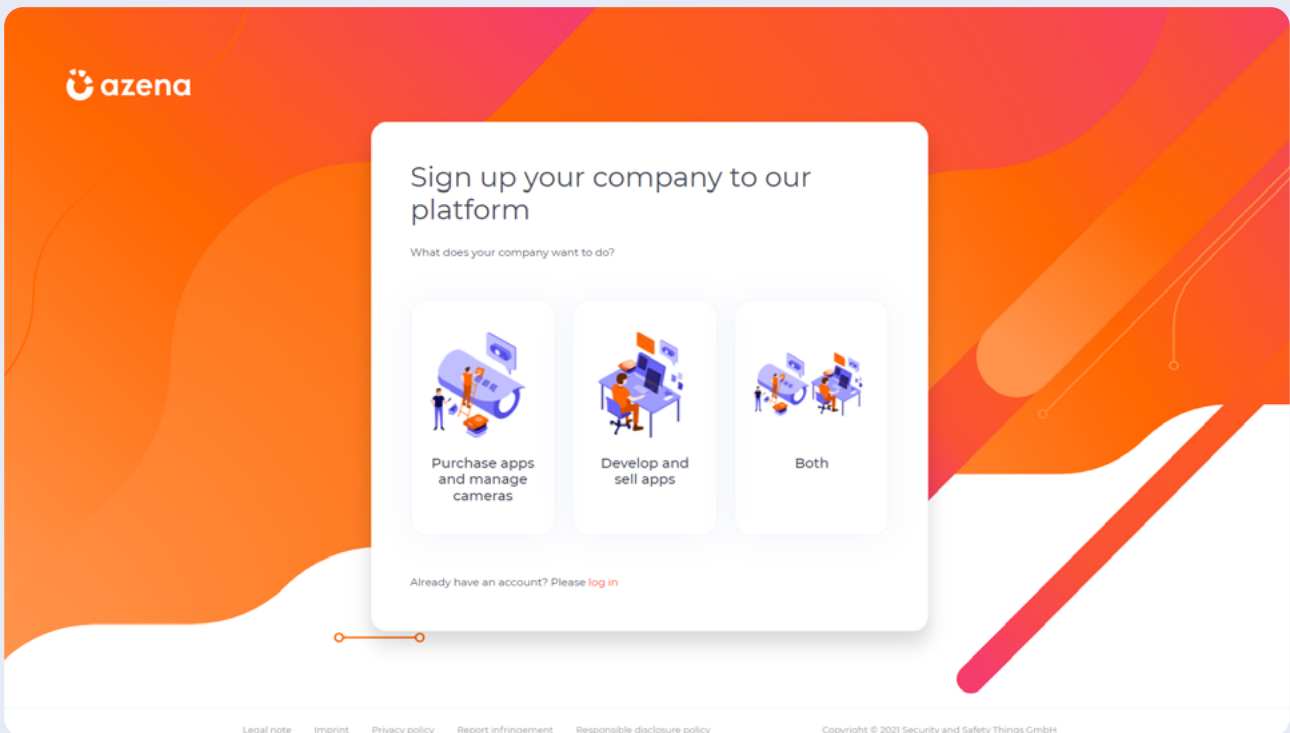 azena
Sign up your company to our
platform
What does your company want to do?
Purchase apps
and manage
cameras
Develop and
sell apps
Both
Already have an account? Please log in
Legal note Imprint Privacy policy Report infringement Responsible disclosure policy Copyright © 2021 Security and Safety Things GmbH